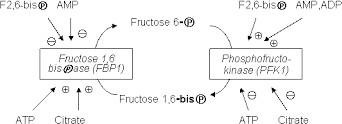 F2,6-bisⓅ AMP
F2,6-bisⓅ AMP,ADP
Fructose 6-Ⓟ
⊖ ⊖
⊕ ⊕
Fructose 1,6
bisⓅase (FBP1)
Phosphofructo-
kinase (PFK1)
⊕ ⊕
⊖ ⊖
Fructose 1,6-bisⓅ
ATP Citrate
ATP Citrate